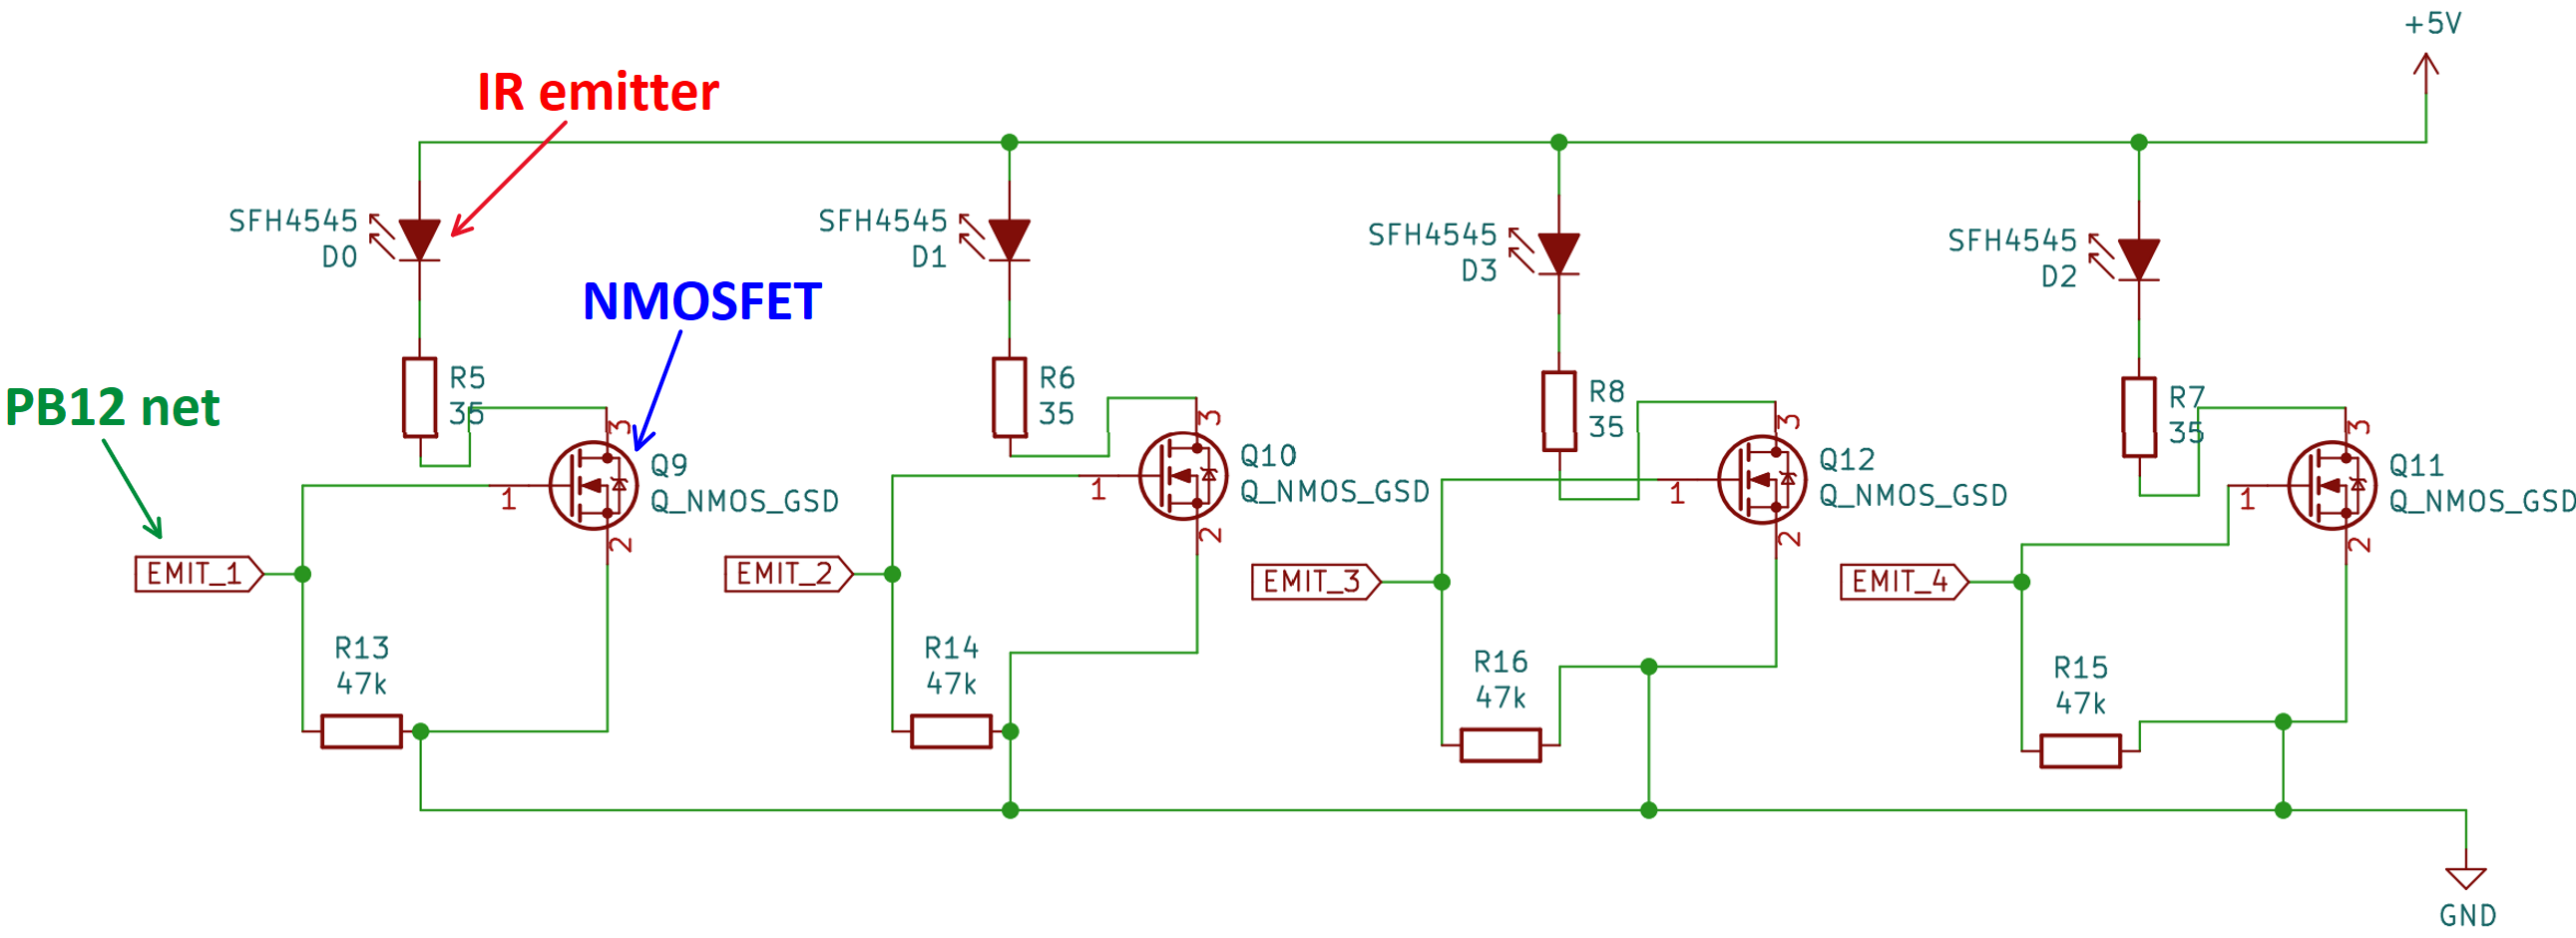 +5V
IR emitter
SFH4545
D0
SFH4545
D1
SFH4545
D3
SFH4545
D2
NMOSFET
PB12 net
R5
35
R6
35
R8
35
R7
35
3
3
3
3
1
1
1
1
Q9
Q_NMOS_GSD
Q10
Q_NMOS_GSD
Q12
Q_NMOS_GSD
Q11
Q_NMOS_GSD
2
2
2
2
EMIT_1
EMIT_2
EMIT_3
EMIT_4
R13
47k
R14
47k
R16
47k
R15
47k
GND